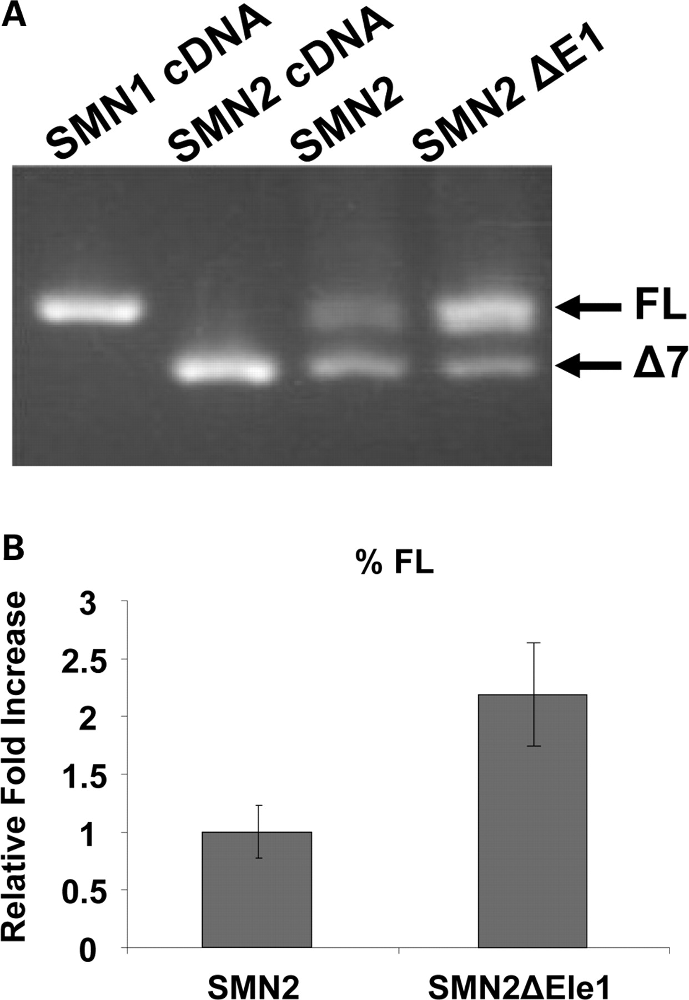 A
SMN1 cDNA
SMN2 cDNA
SMN2
SMN2 ΔE1
FL
Δ7
B
% FL
Relative Fold Increase
3
2.5
2
1.5
1
0.5
0
SMN2
SMN2ΔEle1